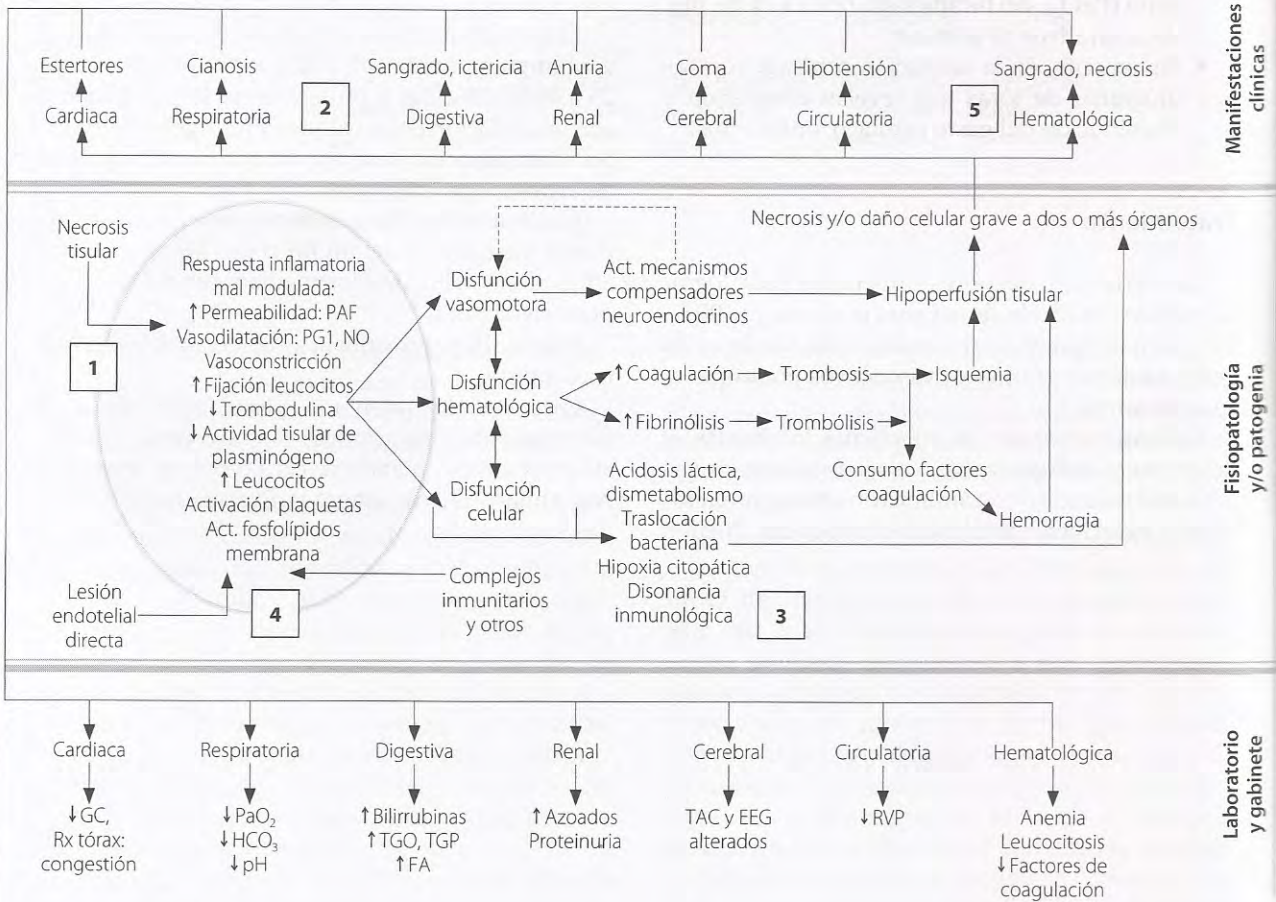 Estertores
Cianosis
Sangrado, ictericia
Anuria
Coma
Hipotensión
Sangrado, necrosis
2
5
Cardiaca
Respiratoria
Digestiva
Renal
Cerebral
Circulatoria
Hematológica
Manifestaciones
clínicas
Necrosis
tisular
1
Respuesta inflamatoria
mal modulada:
↑Permeabilidad: PAF
Vasodilatación: PG1, NO
Vasoconstricción
↑Fijación leucocitos
↓Trombodulina
↓Actividad tisular de
plasminógeno
↑Leucocitos
Activación plaquetas
Act. fosfolípidos
membrana
Lesión
endotelial
directa
4
Complejos
inmunitarios
y otros
Disfunción
vasomotora
Disfunción
hematológica
Disfunción
celular
Act. mecanismos
compensadores
neuroendocrinos
Necrosis y/o daño celular grave a dos o más órganos
Hipoperfusión tisular
↑Coagulación
Trombosis
Isquemia
↑Fibrinólisis
Trombólisis
Consumo factores
coagulación
Hemorragia
Acidosis láctica,
dismetabolismo
Traslocación
bacteriana
Hipoxia citopática
Disonancia
inmunológica
3
Fisiopatología
y/o patogenia
Cardiaca
Respiratoria
Digestiva
Renal
Cerebral
Circulatoria
Hematológica
↓GC,
Rx tórax:
congestión
↓PaO₂
↓HCO₃
↓pH
↑Bilirrubinas
↑TGO, TGP
↑FA
↑Azoados
Proteinuria
TAC y EEG
alterados
↓RVP
Anemia
Leucocitosis
↓Factores de
coagulación
Laboratorio
y gabinete